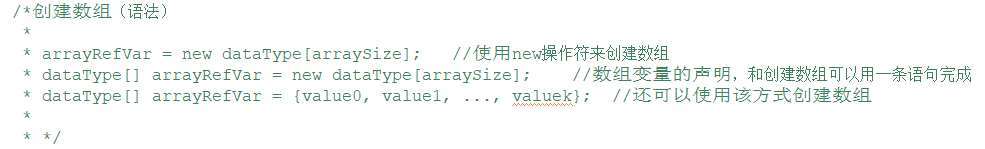 /*创建数组（语法）
*
* arrayRefVar = new dataType[arraySize];   //使用new操作符来创建数组
* dataType[] arrayRefVar = new dataType[arraySize];    //数组变量的声明，和创建数组可以用一条语句完成
* dataType[] arrayRefVar = {value0, value1, ..., valuek};  //还可以使用该方式创建数组
*
* */